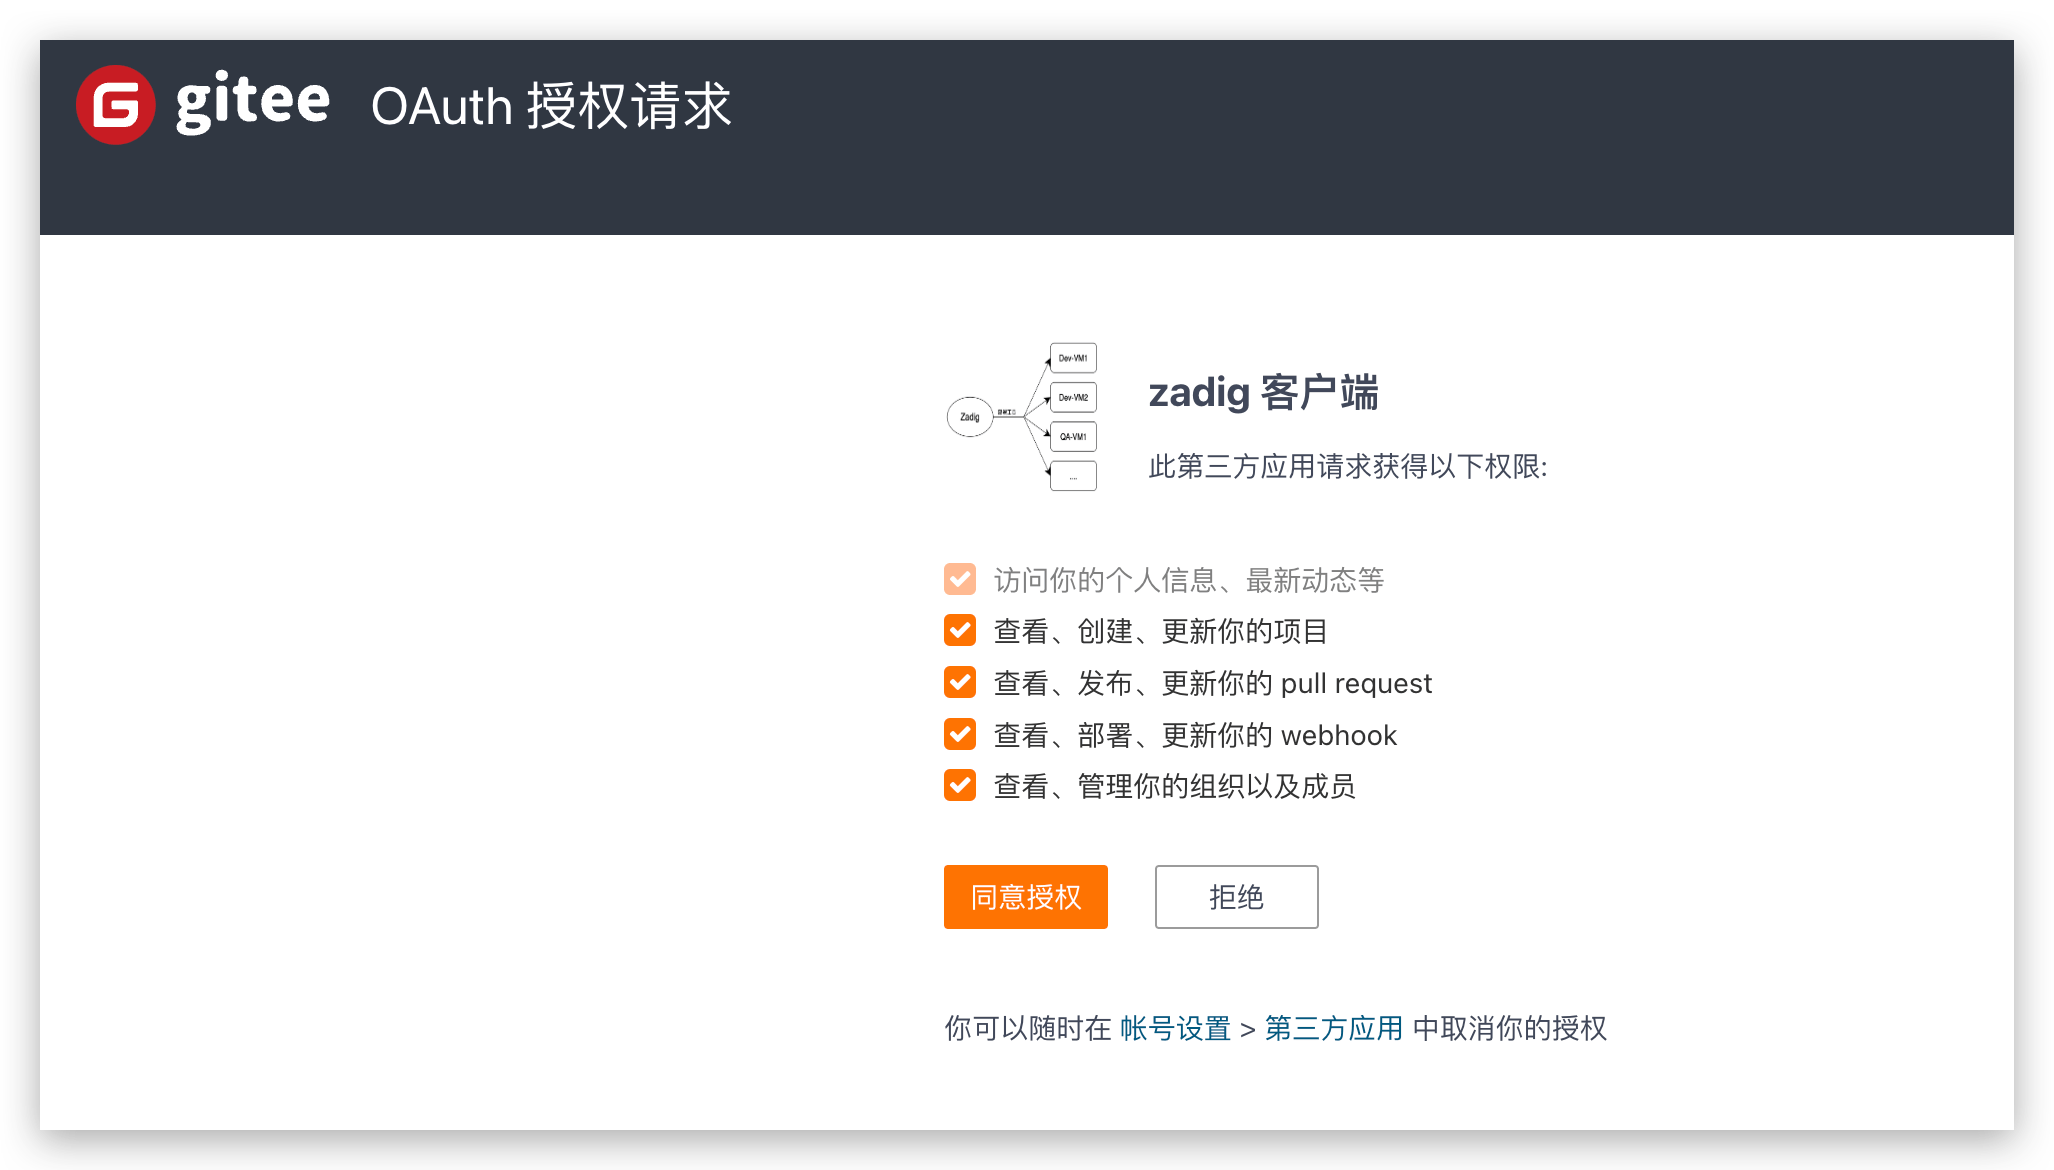 gitee OAuth 授权请求
Dev-VM1
Dev-VM2
Zadig
QA-VM1
....
zadig 客户端
此第三方应用请求获得以下权限:
访问你的个人信息、最新动态等
查看、创建、更新你的项目
查看、发布、更新你的 pull request
查看、部署、更新你的 webhook
查看、管理你的组织以及成员
同意授权 拒绝
你可以随时在 帐号设置 > 第三方应用 中取消你的授权